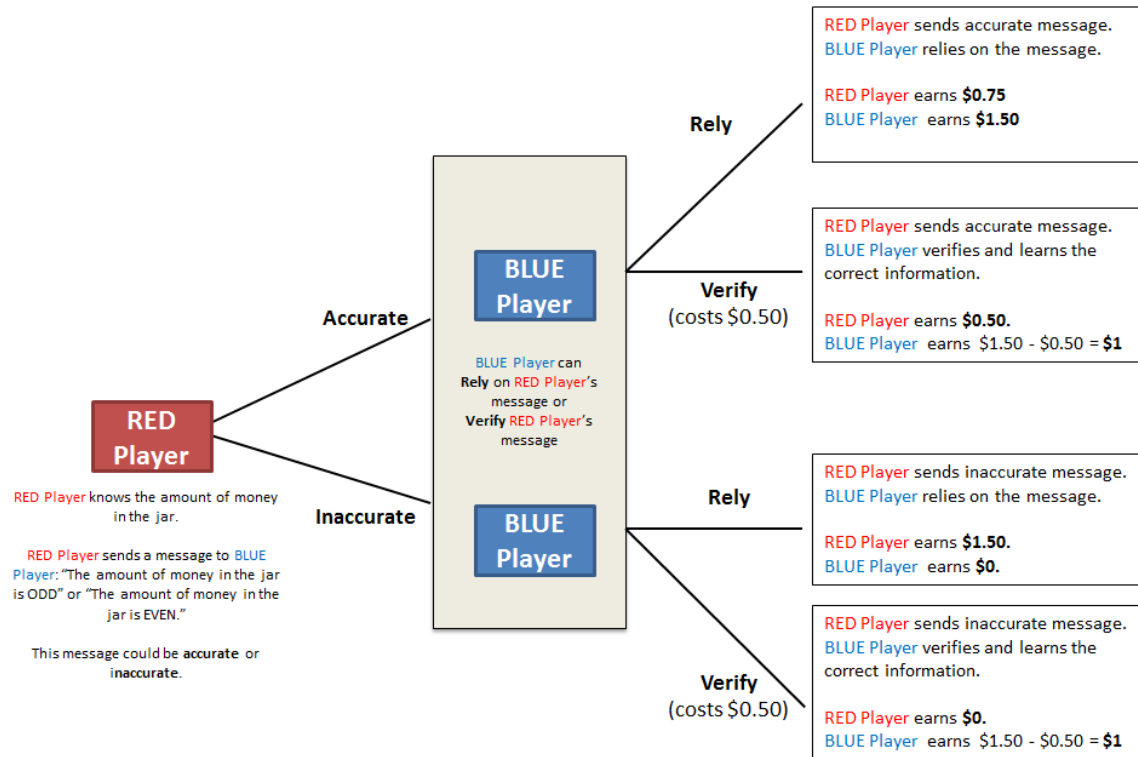 RED Player sends accurate message.
BLUE Player relies on the message.
RED Player earns $0.75
BLUE Player earns $1.50
Rely
RED Player sends accurate message.
BLUE Player verifies and learns the
correct information.
RED Player earns $0.50.
BLUE Player earns $1.50 - $0.50 = $1
Verify
(costs $0.50)
BLUE
Player
Accurate
BLUE Player can
Rely on RED Player's
message or
Verify RED Player's
message
RED
Player
RED Player knows the amount of money
in the jar.
RED Player sends a message to BLUE
Player: “The amount of money in the jar
is ODD” or “The amount of money in the
jar is EVEN.”
This message could be accurate or
inaccurate.
Inaccurate
BLUE
Player
Rely
RED Player sends inaccurate message.
BLUE Player relies on the message.
RED Player earns $1.50.
BLUE Player earns $0.
Verify
(costs $0.50)
RED Player sends inaccurate message.
BLUE Player verifies and learns the
correct information.
RED Player earns $0.
BLUE Player earns $1.50 - $0.50 = $1